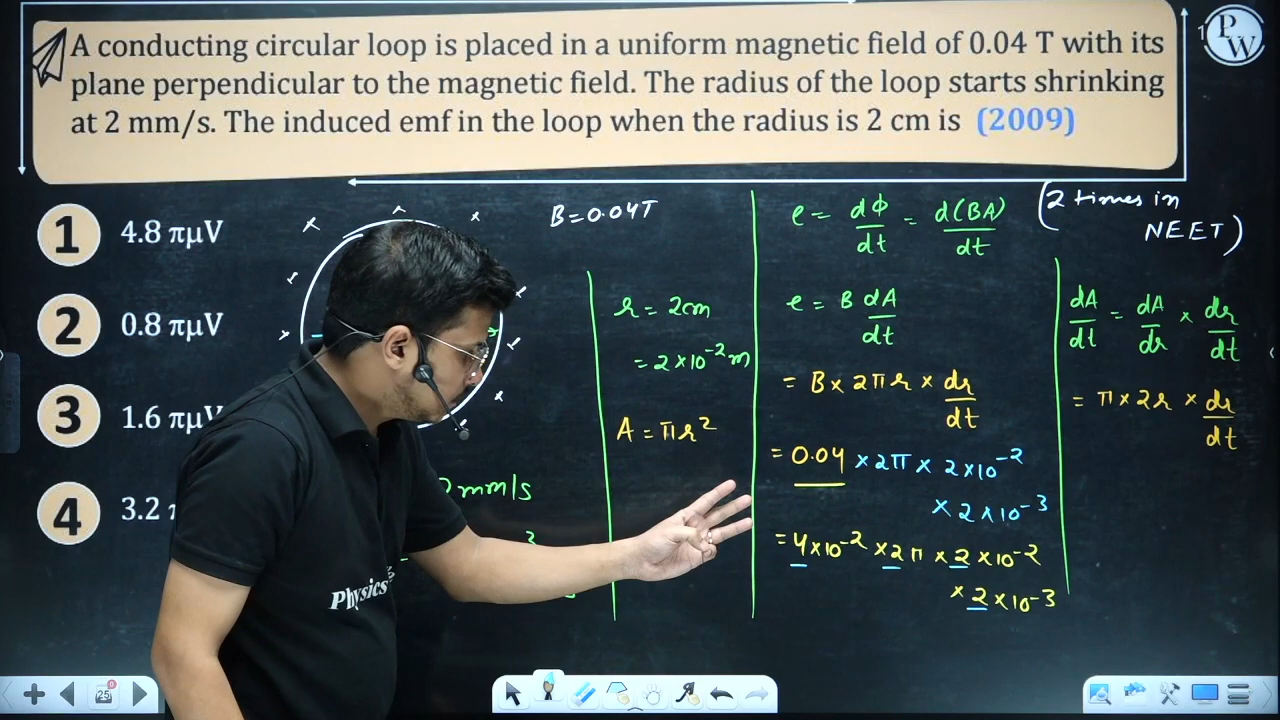 A conducting circular loop is placed in a uniform magnetic field of 0.04 T with its
plane perpendicular to the magnetic field. The radius of the loop starts shrinking
at 2 mm/s. The induced emf in the loop when the radius is 2 cm is (2009)
PW
1 4.8 πμV
2 0.8 πμV
3 1.6 πμV
4 3.2
B = 0.04T
mm/s
r = 2cm
= 2 × 10⁻² m
A = πr²
e = dΦ/dt = d(BA)/dt
e = B dA/dt
= B × 2πr × dr/dt
= 0.04 × 2π × 2×10⁻²
× 2×10⁻³
= 4×10⁻² × 2π × 2×10⁻²
× 2×10⁻³
(2 times in
NEET)
dA/dt = dA/dr × dr/dt
= π × 2r × dr/dt
Physics
25